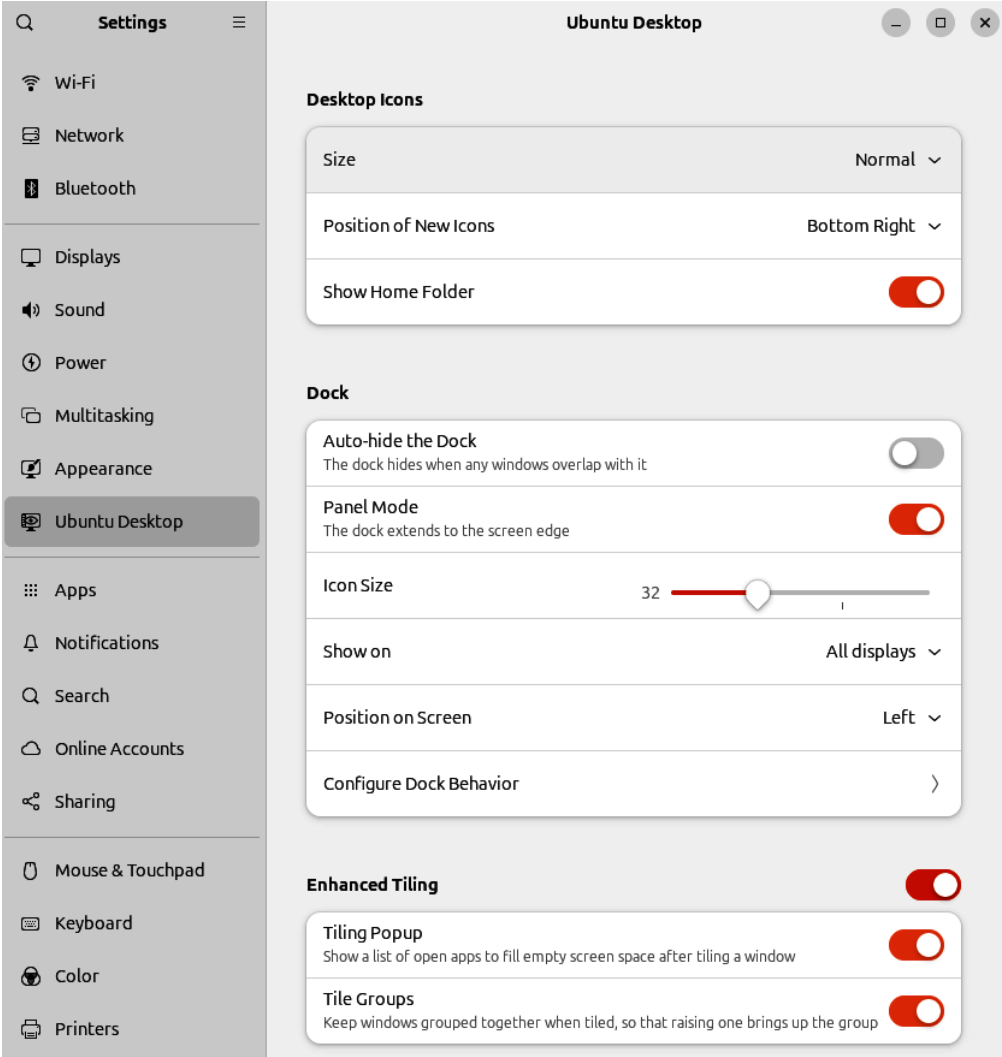 Settings
Ubuntu Desktop
Wi-Fi
Network
Bluetooth
Displays
Sound
Power
Multitasking
Appearance
Ubuntu Desktop
Apps
Notifications
Search
Online Accounts
Sharing
Mouse & Touchpad
Keyboard
Color
Printers
Desktop Icons
Size Normal
Position of New Icons Bottom Right
Show Home Folder
Dock
Auto-hide the Dock
The dock hides when any windows overlap with it
Panel Mode
The dock extends to the screen edge
Icon Size 32
Show on All displays
Position on Screen Left
Configure Dock Behavior
Enhanced Tiling
Tiling Popup
Show a list of open apps to fill empty screen space after tiling a window
Tile Groups
Keep windows grouped together when tiled, so that raising one brings up the group